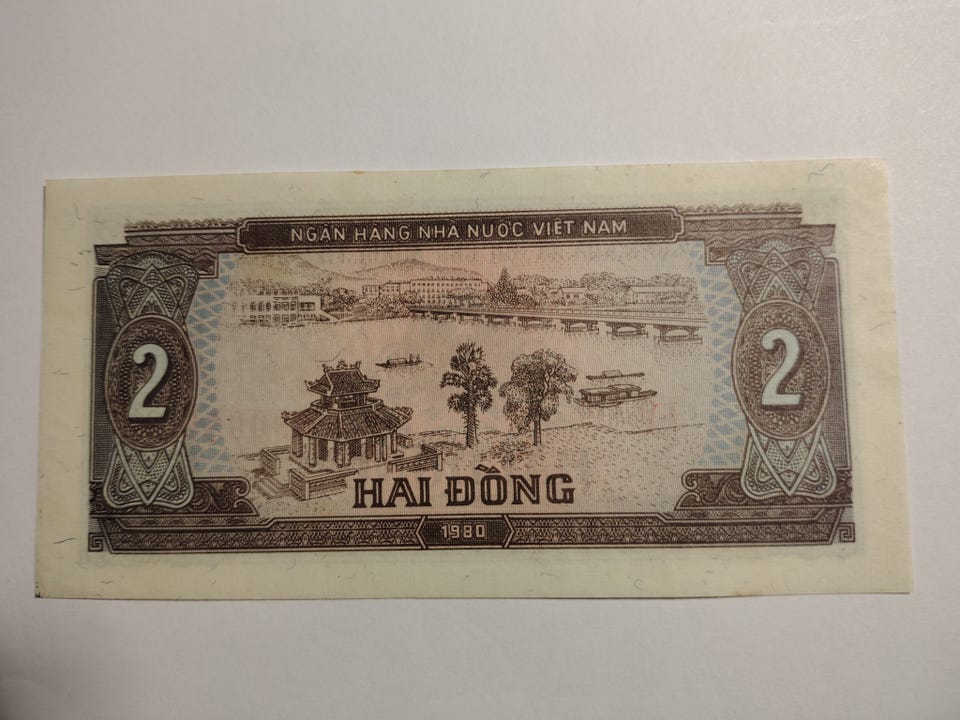 NGÂN HÀNG NHÀ NƯỚC VIỆT NAM
2
2
HAI ĐỒNG
1980